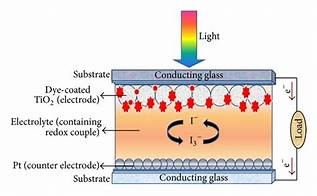 Light
Substrate
Conducting glass
Dye-coated
TiO2 (electrode)
e−
Electrolyte (containing
redox couple)
I−
I3−
Load
Pt (counter electrode)
e−
Substrate
Conducting glass